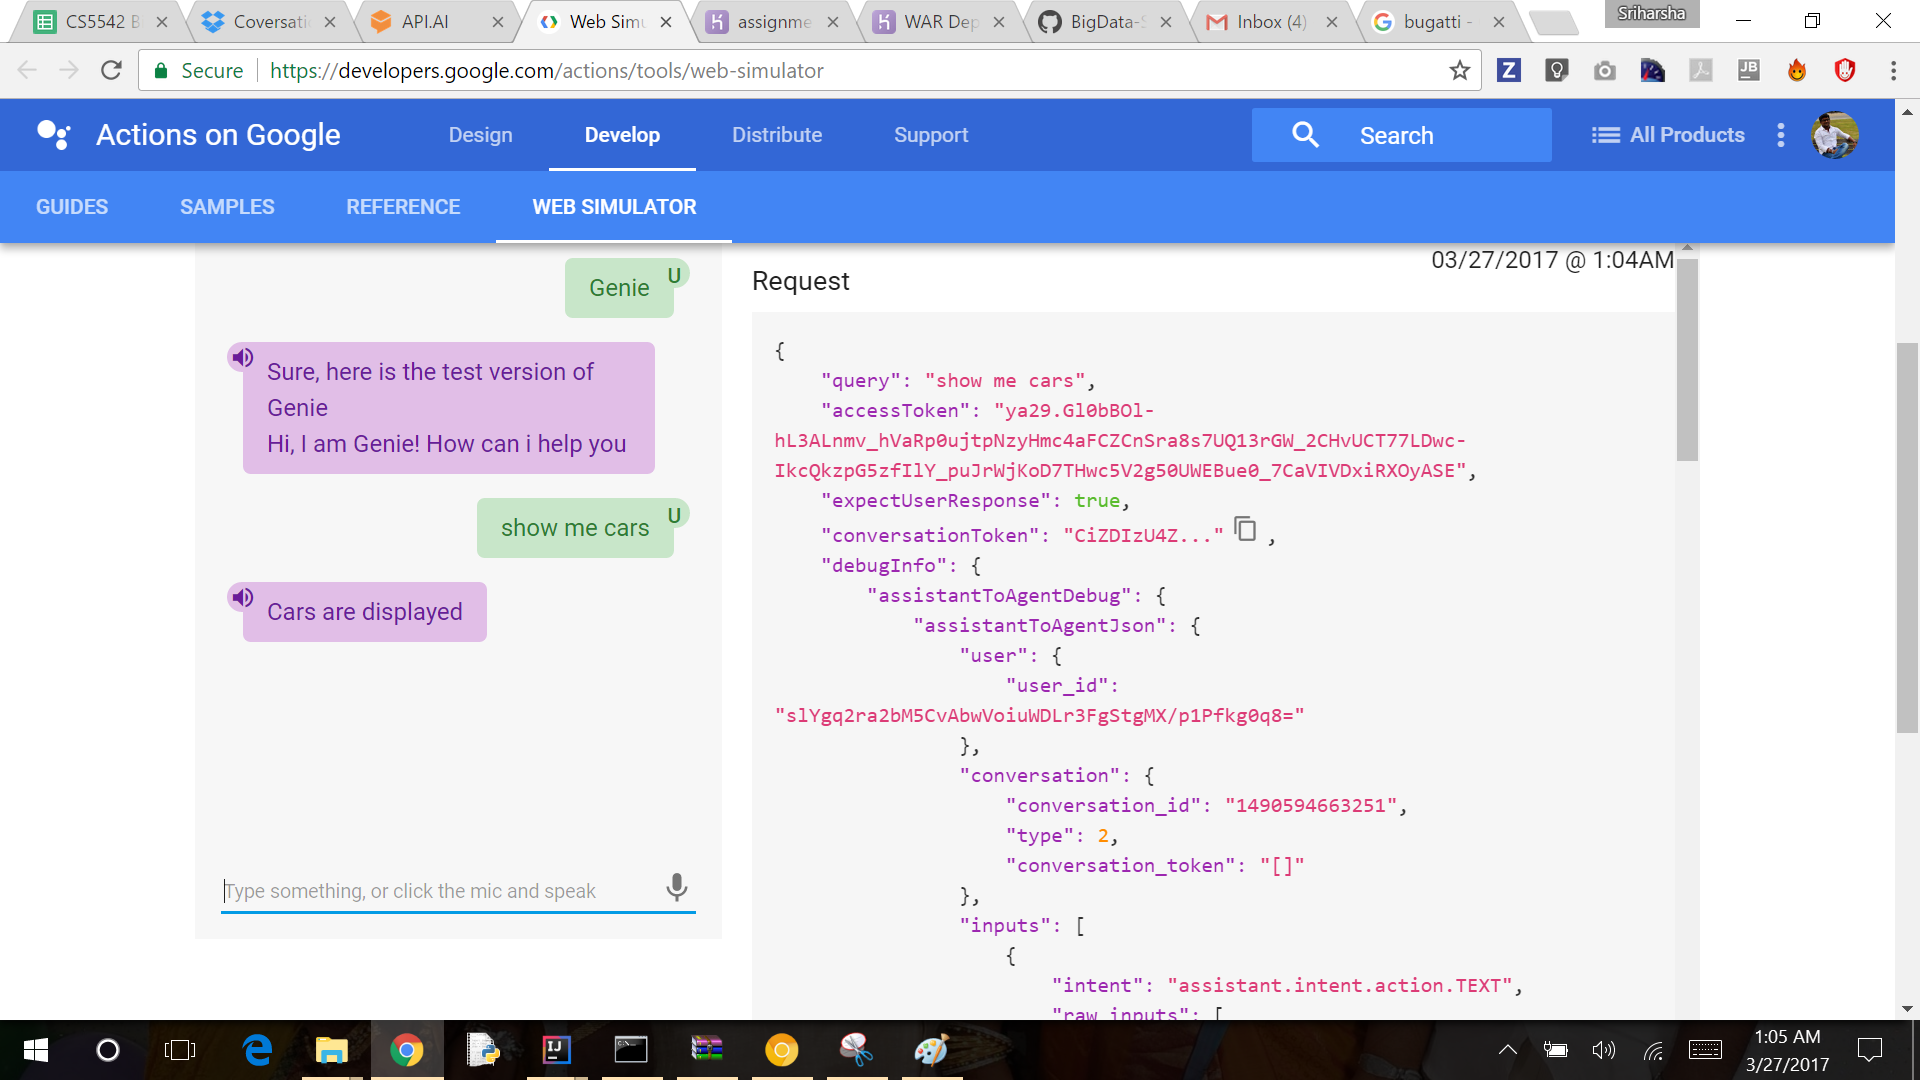 CS5542 B
Coversati
API.AI
Web Simu
assignme
WAR Dep
BigData-S
Inbox (4)
bugatti -
Sriharsha
Secure
https://developers.google.com/actions/tools/web-simulator
Actions on Google
Design
Develop
Distribute
Support
Search
All Products
GUIDES
SAMPLES
REFERENCE
WEB SIMULATOR
Genie
U
Sure, here is the test version of
Genie
Hi, I am Genie! How can i help you
show me cars
U
Cars are displayed
Type something, or click the mic and speak
03/27/2017 @ 1:04AM
Request
{
"query": "show me cars",
"accessToken": "ya29.Gl0bBOl-
hL3ALnmv_hVaRp0ujtpNzyHmc4aFCZCnSra8s7UQ13rGW_2CHvUCT77LDwc-
IkcQkzpG5zfIlY_puJrWjKoD7THwc5V2g50UWEBue0_7CaVIVDxiRXOyASE",
"expectUserResponse": true,
"conversationToken": "CiZDIzU4Z..." ,
"debugInfo": {
"assistantToAgentDebug": {
"assistantToAgentJson": {
"user": {
"user_id":
"slYgq2ra2bM5CvAbwVoiuWDLr3FgStgMX/p1Pfkg0q8="
},
"conversation": {
"conversation_id": "1490594663251",
"type": 2,
"conversation_token": "[]"
},
"inputs": [
{
"intent": "assistant.intent.action.TEXT",
"raw_inputs": [
1:05 AM
3/27/2017